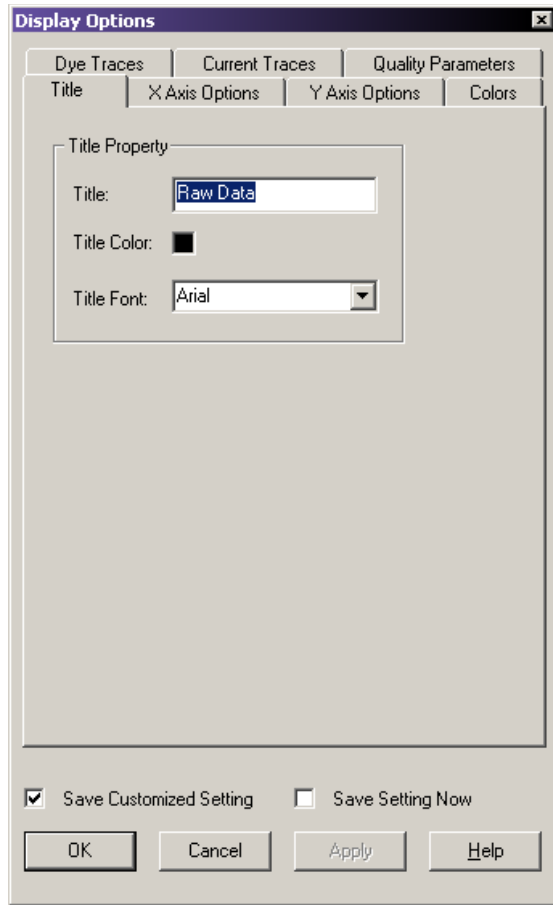 Display Options
Dye Traces Current Traces Quality Parameters
Title X Axis Options Y Axis Options Colors
Title Property
Title: Raw Data
Title Color:
Title Font: Arial
Save Customized Setting Save Setting Now
OK Cancel Apply Help